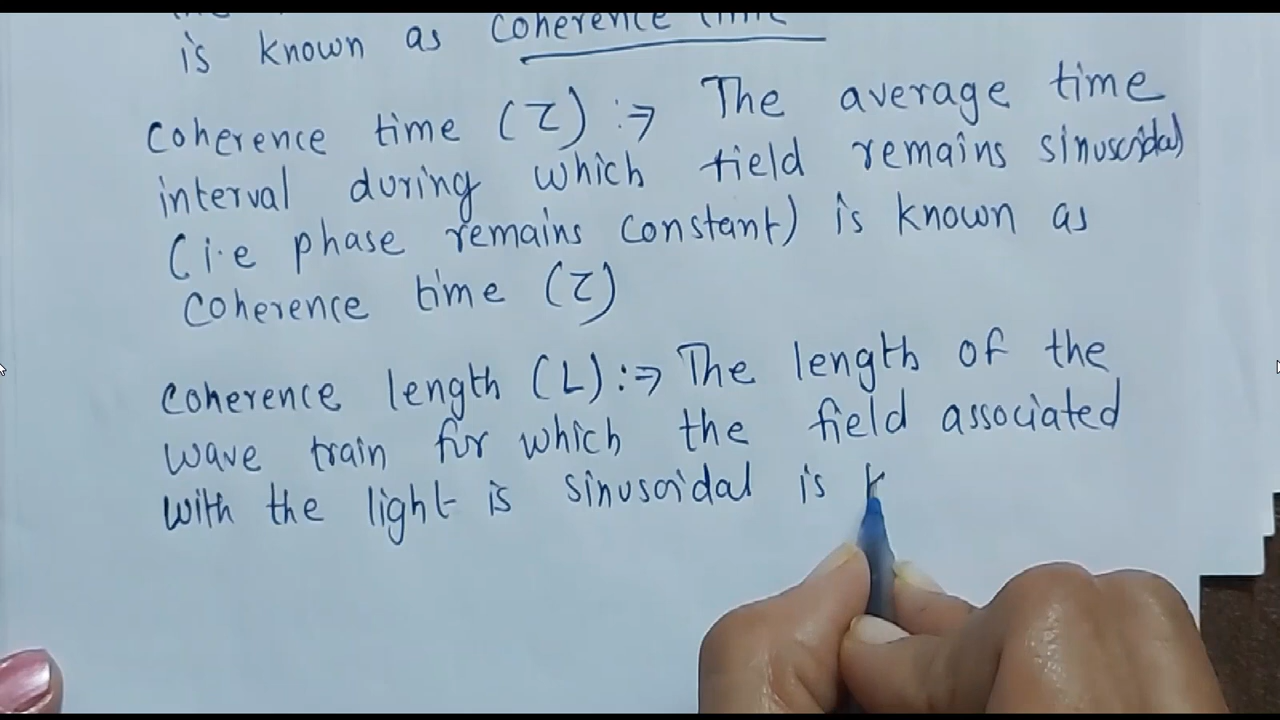 is known as coherence time
Coherence time (τ) :⇒ The average time
interval during which field remains sinusoidal
(i.e phase remains constant) is known as
Coherence time (τ)
Coherence length (L) :⇒ The length of the
wave train for which the field associated
with the light is sinusoidal is